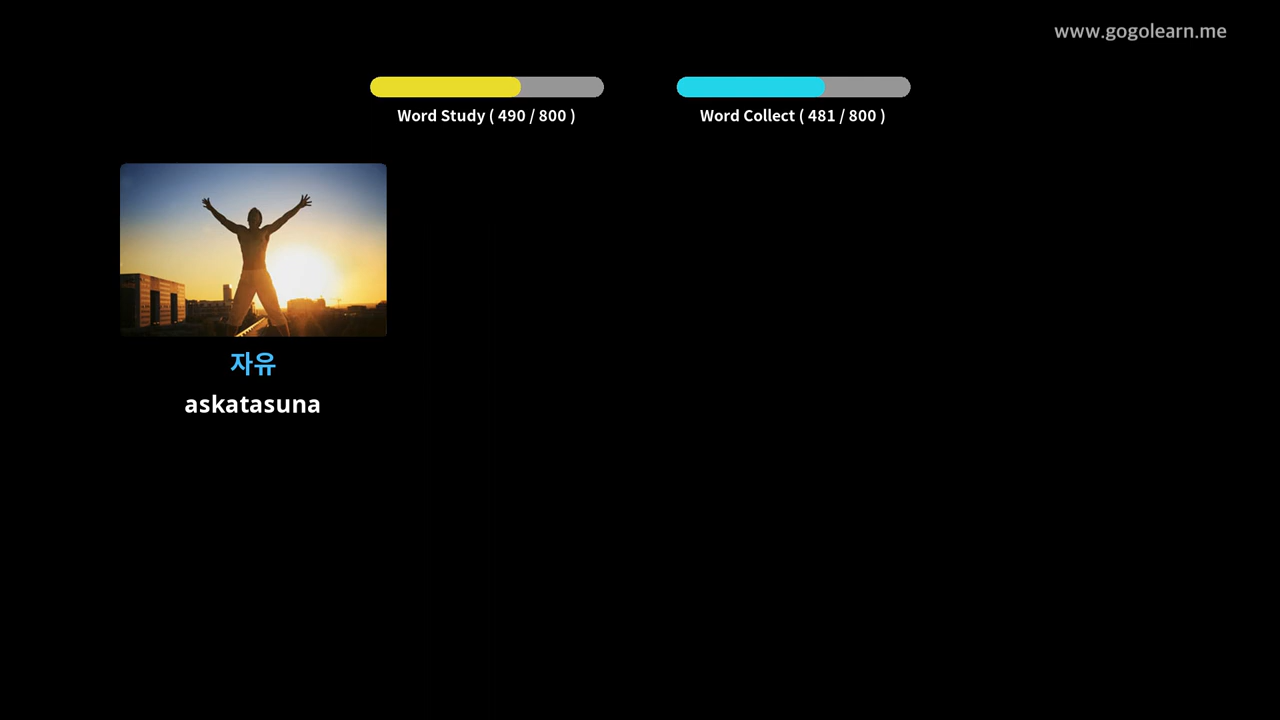 www.gogolearn.me
Word Study ( 490 / 800 )
Word Collect ( 481 / 800 )
자유
askatasuna